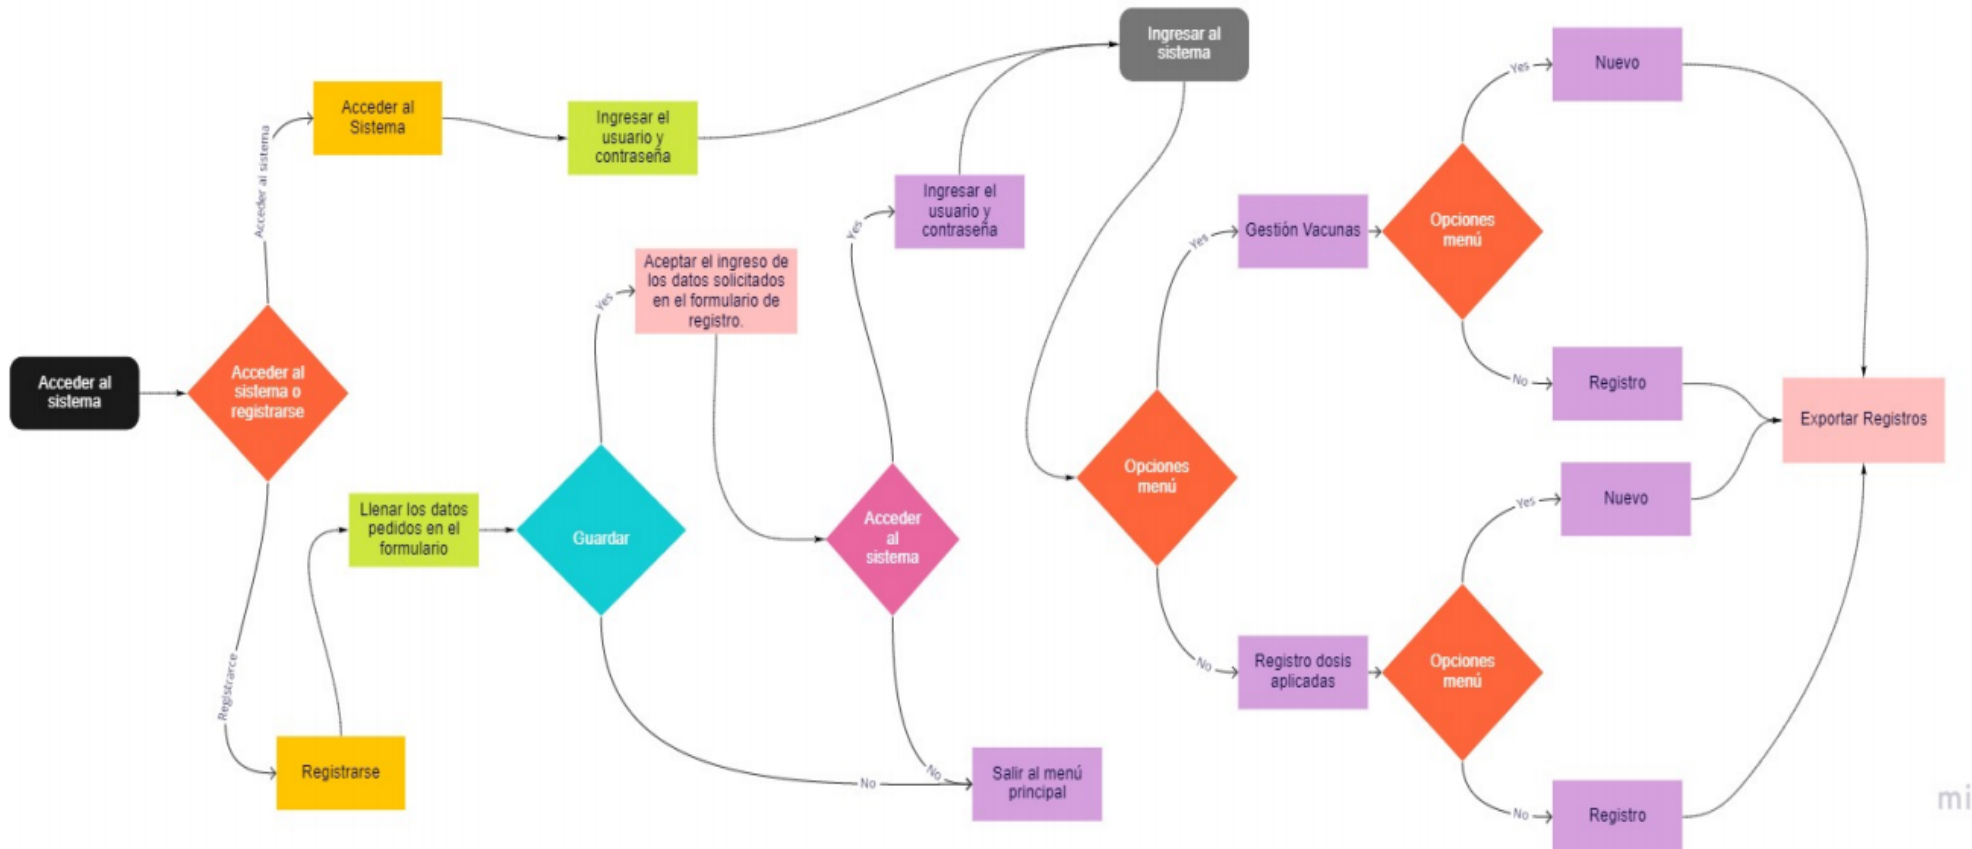 Acceder al
sistema
Acceder al
sistema o
registrarse
Acceder al sistema
Acceder al
Sistema
Ingresar el
usuario y
contraseña
Registrarce
Registrarse
Llenar los datos
pedidos en el
formulario
Guardar
Yes
Aceptar el ingreso de
los datos solicitados
en el formulario de
registro.
No
Acceder
al
sistema
Yes
Ingresar el
usuario y
contraseña
No
Salir al menú
principal
Ingresar al
sistema
Opciones
menú
Yes
Gestión Vacunas
Opciones
menú
Yes
Nuevo
No
Registro
No
Registro dosis
aplicadas
Opciones
menú
Yes
Nuevo
No
Registro
Exportar Registros
mi